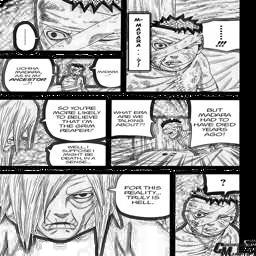 ......
!!!
M-
MADARA
...?!
UCHIHA
MADARA,
AS IN MY
ANCESTOR
MADARA
BUT
MADARA
HAD TO
HAVE DIED
YEARS
AGO!
WHAT ERA
ARE WE
TALKING
ABOUT??
SO YOU'RE
MORE LIKELY
TO BELIEVE
THAT I'M
THE GRIM
REAPER?
WELL, I
SUPPOSE I
MIGHT BE
DEATH, IN A
SENSE...
?
FOR THIS
REALITY...
TRULY IS
HELL.